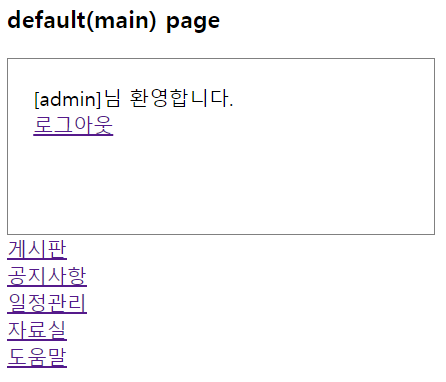 default(main) page
[admin]님 환영합니다.
로그아웃
게시판
공지사항
일정관리
자료실
도움말